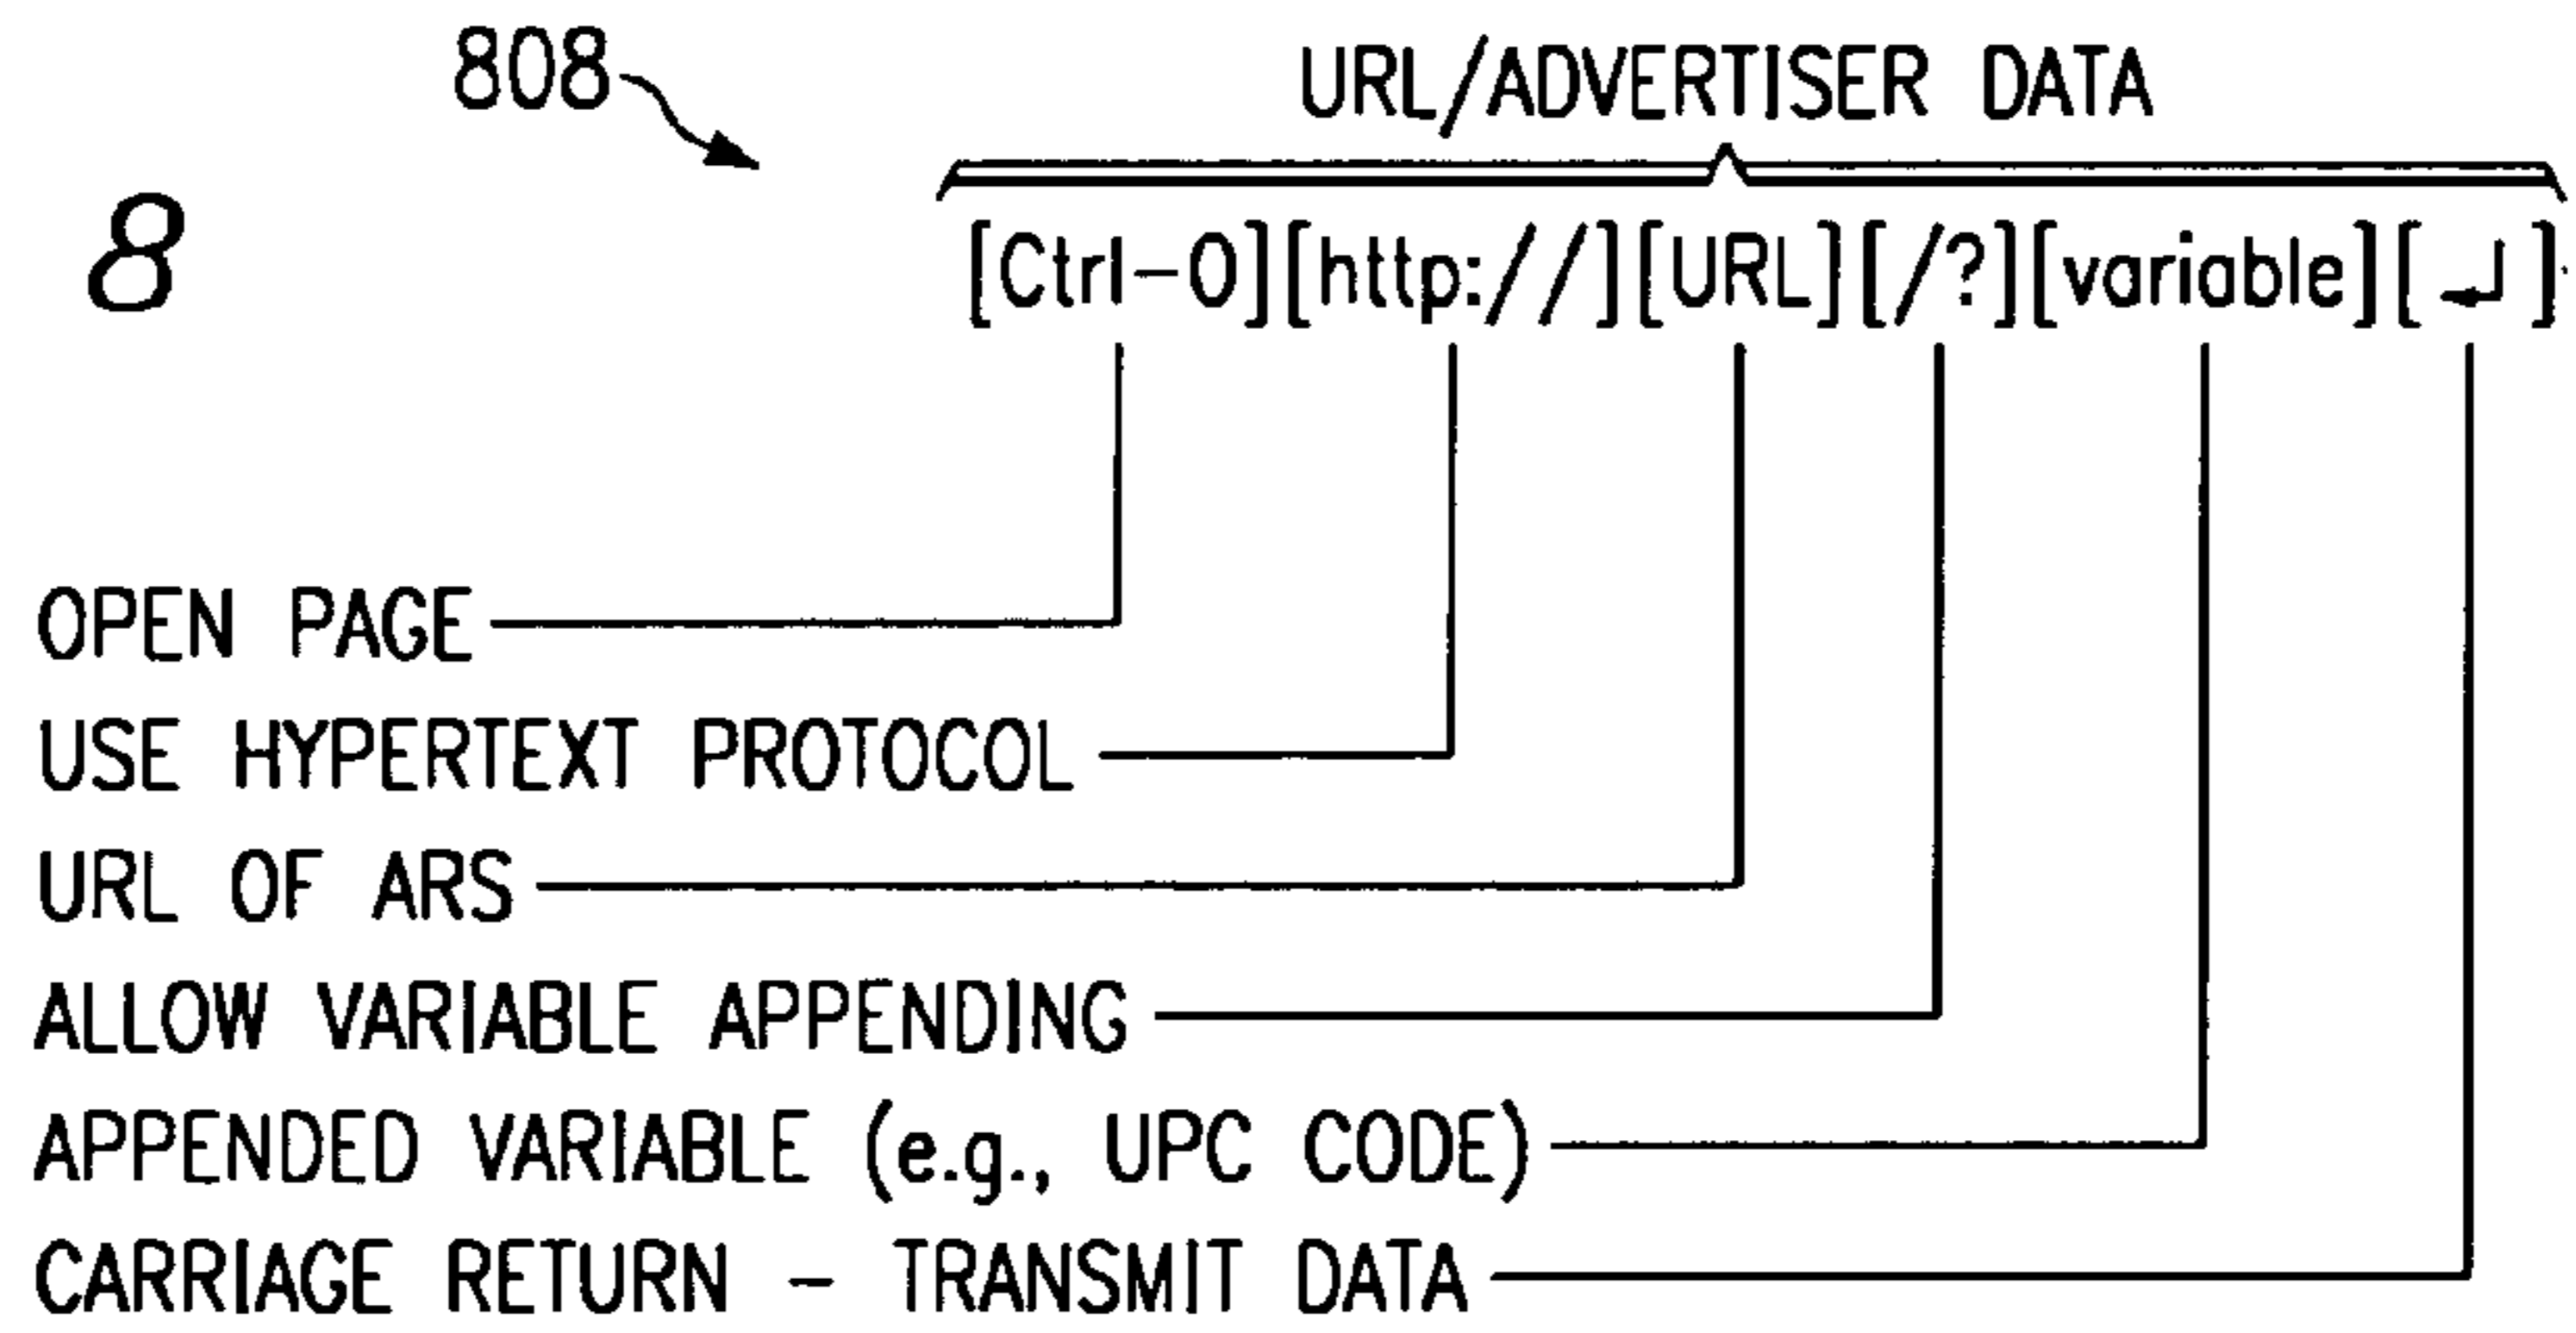 808
URL/ADVERTISER DATA
8
[Ctrl-O][http://][URL][/?][variable][↵]
OPEN PAGE
USE HYPERTEXT PROTOCOL
URL OF ARS
ALLOW VARIABLE APPENDING
APPENDED VARIABLE (e.g., UPC CODE)
CARRIAGE RETURN - TRANSMIT DATA